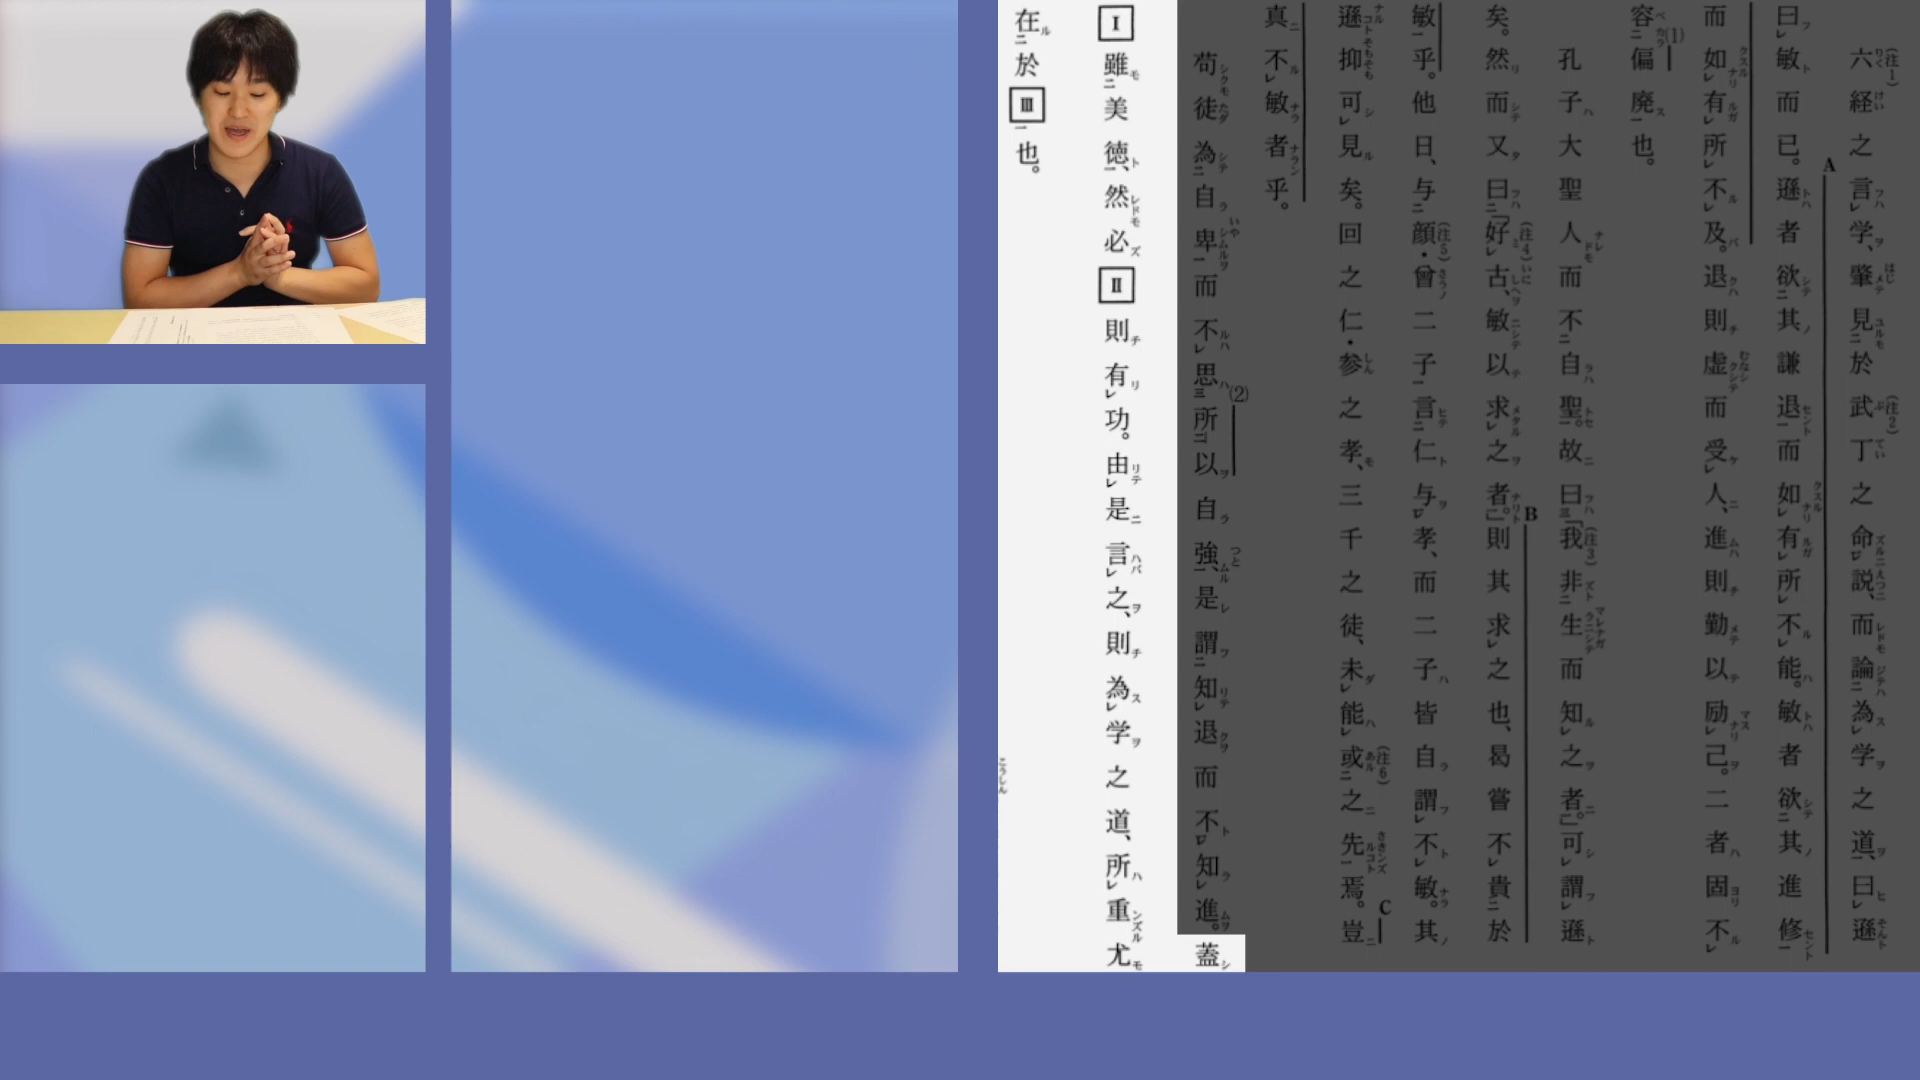 六経之言学、肇見於武丁之命説、而論為学之道、曰遜
曰敏而已。遜者欲其謙退而如有所不能。敏者欲其進修
而如有所不及。退則虚而受人、進則勤以励己。二者固不
容偏廃也。
孔子大聖人而不自聖。故曰「我非生而知之者」。可謂遜
矣。然而又曰「好古、敏以求之者。」則其求之也、曷嘗不貴於
敏乎。他日、与顔・曾二子言仁与孝、而二子皆自謂不敏。其
遜抑可見矣。回之仁・参之孝、三千之徒、未能或之先焉。豈
真不敏者乎。
苟徒為自卑而不思所以自強、是謂知退而不知進。蓋
Ⅰ雖美徳、然必Ⅱ則有功。由是言之、則為学之道、所重尤
在於Ⅲ也。